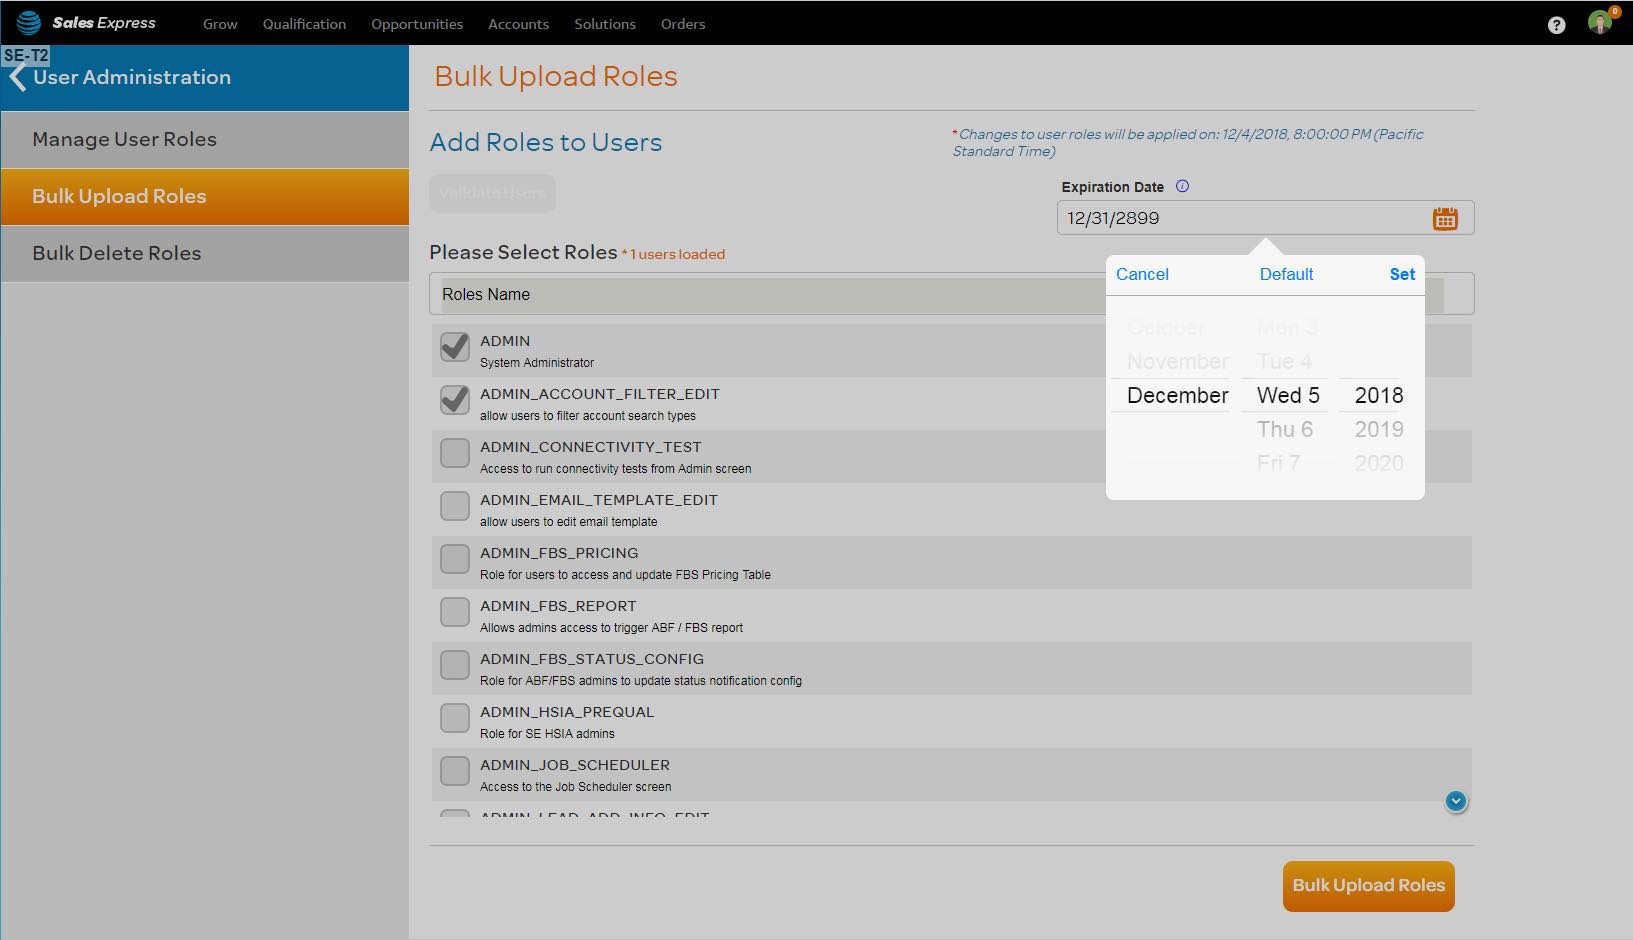 Sales Express
Grow
Qualification
Opportunities
Accounts
Solutions
Orders
?
0
SE-T2
User Administration
Manage User Roles
Bulk Upload Roles
Bulk Delete Roles
Bulk Upload Roles
Add Roles to Users
*Changes to user roles will be applied on: 12/4/2018, 8:00:00 PM (Pacific
Standard Time)
Validate Users
Expiration Date
12/31/2899
Please Select Roles * 1 users loaded
Roles Name
Cancel Default Set
October Mon 3
November Tue 4
December Wed 5 2018
Thu 6 2019
Fri 7 2020
ADMIN
System Administrator
ADMIN_ACCOUNT_FILTER_EDIT
allow users to filter account search types
ADMIN_CONNECTIVITY_TEST
Access to run connectivity tests from Admin screen
ADMIN_EMAIL_TEMPLATE_EDIT
allow users to edit email template
ADMIN_FBS_PRICING
Role for users to access and update FBS Pricing Table
ADMIN_FBS_REPORT
Allows admins access to trigger ABF / FBS report
ADMIN_FBS_STATUS_CONFIG
Role for ABF/FBS admins to update status notification config
ADMIN_HSIA_PREQUAL
Role for SE HSIA admins
ADMIN_JOB_SCHEDULER
Access to the Job Scheduler screen
ADMIN_LEAD_ADD_INFO_EDIT
Bulk Upload Roles